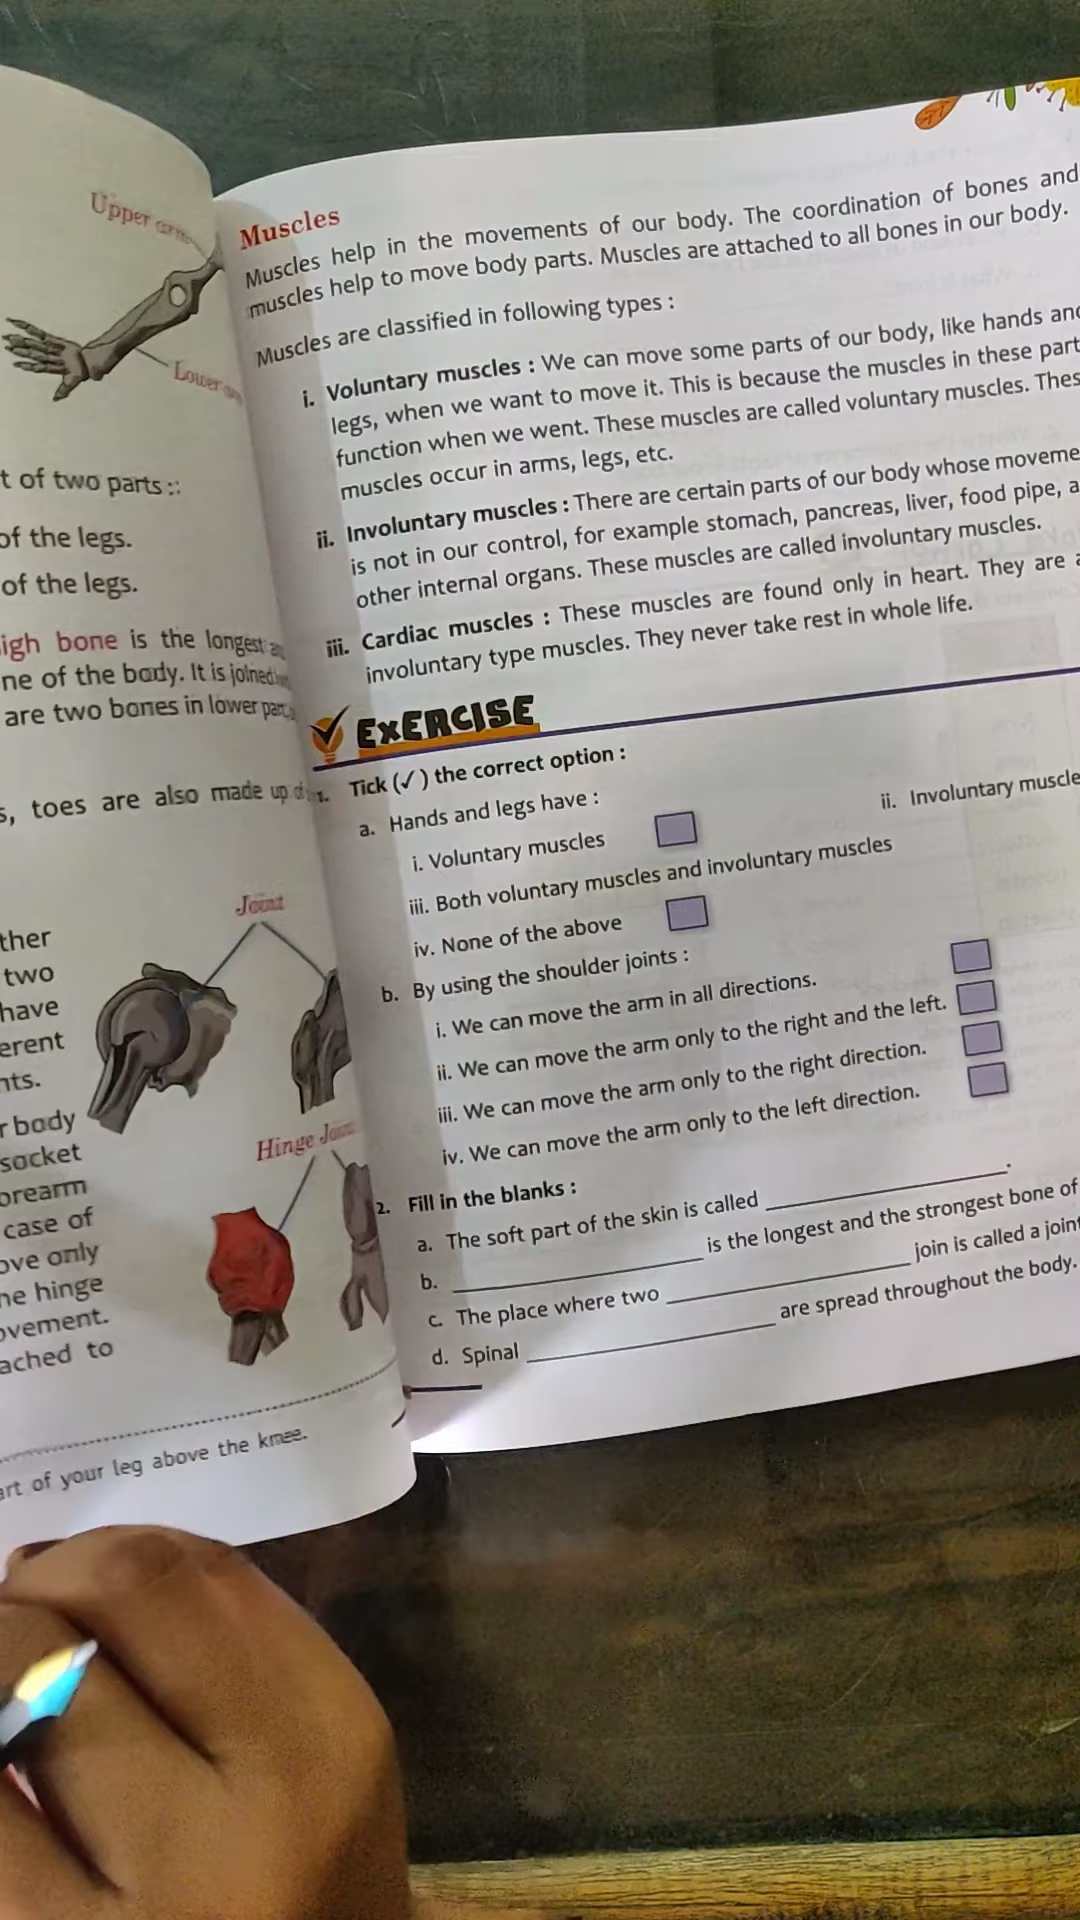 Upper arm
Lower
t of two parts ::
of the legs.
of the legs.
igh bone is the longest
ne of the body. It is joined
are two bones in lower
s, toes are also made up
Joint
ther
two
have
erent
nts.
r body
socket
orearm
case of
ove only
he hinge
ovement.
ached to
Hinge Joint
art of your leg above the knee.
Muscles
Muscles help in the movements of our body. The coordination of bones and
muscles help to move body parts. Muscles are attached to all bones in our body.
Muscles are classified in following types :
i. Voluntary muscles : We can move some parts of our body, like hands and
legs, when we want to move it. This is because the muscles in these part
function when we went. These muscles are called voluntary muscles. Thes
muscles occur in arms, legs, etc.
ii. Involuntary muscles : There are certain parts of our body whose moveme
is not in our control, for example stomach, pancreas, liver, food pipe, a
other internal organs. These muscles are called involuntary muscles.
iii. Cardiac muscles : These muscles are found only in heart. They are a
involuntary type muscles. They never take rest in whole life.
EXERCISE
1. Tick (✓) the correct option :
a. Hands and legs have :
i. Voluntary muscles
ii. Involuntary muscle
iii. Both voluntary muscles and involuntary muscles
iv. None of the above
b. By using the shoulder joints :
i. We can move the arm in all directions.
ii. We can move the arm only to the right and the left.
iii. We can move the arm only to the right direction.
iv. We can move the arm only to the left direction.
2. Fill in the blanks :
a. The soft part of the skin is called ____________.
b. ____________ is the longest and the strongest bone of
c. The place where two ____________ join is called a joint
d. Spinal ____________ are spread throughout the body.